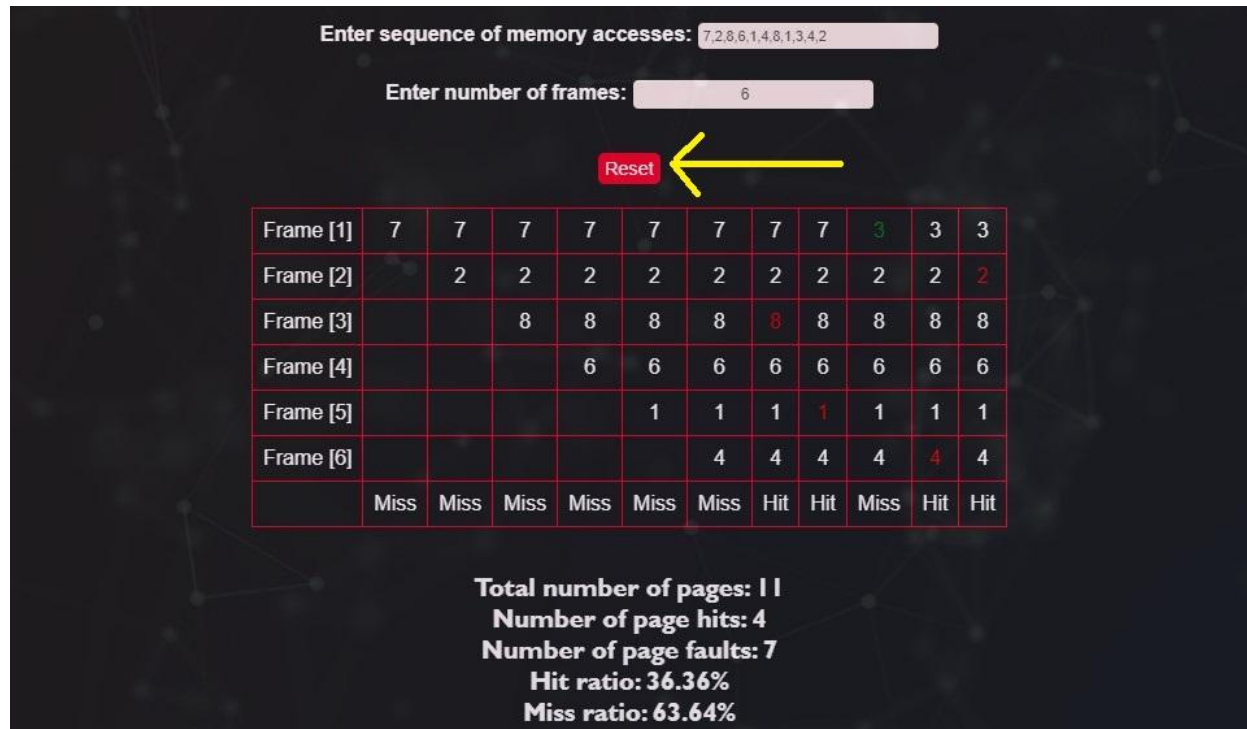 Enter sequence of memory accesses: 7,2,8,6,1,4,8,1,3,4,2
Enter number of frames: 6
Reset
Frame [1] 7 7 7 7 7 7 7 7 3 3 3
Frame [2] 2 2 2 2 2 2 2 2 2 2
Frame [3] 8 8 8 8 8 8 8 8 8
Frame [4] 6 6 6 6 6 6 6 6
Frame [5] 1 1 1 1 1 1 1
Frame [6] 4 4 4 4 4 4
Miss Miss Miss Miss Miss Miss Hit Hit Miss Hit Hit
Total number of pages: 11
Number of page hits: 4
Number of page faults: 7
Hit ratio: 36.36%
Miss ratio: 63.64%